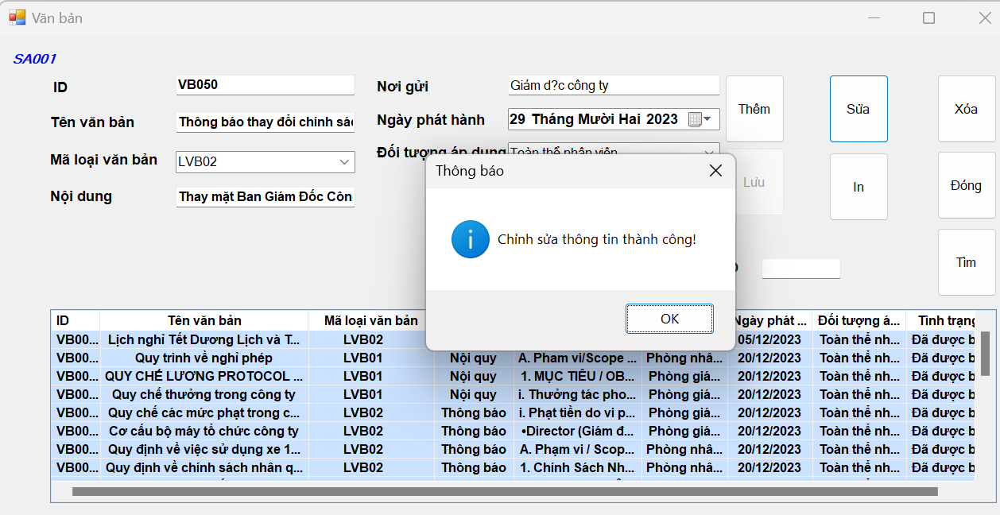 Văn bản
SA001
ID VB050 Nơi gửi Giám d?c công ty
Tên văn bản Thông báo thay đổi chính sá Ngày phát hành 29 Tháng Mười Hai 2023
Mã loại văn bản LVB02 Đối tượng áp dụng Toàn thể nhân viên
Nội dung Thay mặt Ban Giám Đốc Côn
Thêm Sửa Xóa
Lưu In Đóng
Tìm
Thông báo
Chỉnh sửa thông tin thành công!
OK
ID Tên văn bản Mã loại văn bản Ngày phát ... Đối tượng á... Tình trạng
VB00... Lịch nghỉ Tết Dương Lịch và T... LVB02 05/12/2023 Toàn thể nh... Đã được b
VB00... Quy trình về nghỉ phép LVB01 Nội quy A. Phạm vi/Scope ... Phòng nhâ... 20/12/2023 Toàn thể nh... Đã được b
VB00... QUY CHẾ LƯƠNG PROTOCOL ... LVB01 Nội quy 1. MỤC TIÊU / OB... Phòng giá... 20/12/2023 Toàn thể nh... Đã được b
VB00... Quy chế thưởng trong công ty LVB01 Nội quy i. Thưởng tác pho... Phòng giá... 20/12/2023 Toàn thể nh... Đã được b
VB00... Quy chế các mức phạt trong c... LVB02 Thông báo i. Phạt tiền do vi p... Phòng giá... 20/12/2023 Toàn thể nh... Đã được b
VB00... Cơ cấu bộ máy tổ chức công ty LVB02 Thông báo •Director (Giám đ... Phòng giá... 20/12/2023 Toàn thể nh... Đã được b
VB00... Quy định về việc sử dụng xe 1... LVB02 Thông báo A. Phạm vi / Scop... Phòng nhâ... 20/12/2023 Toàn thể nh... Đã được b
VB00... Quy định về chính sách nhân q... LVB02 Thông báo 1. Chính Sách Nh... Phòng nhâ... 20/12/2023 Toàn thể nh... Đã được b